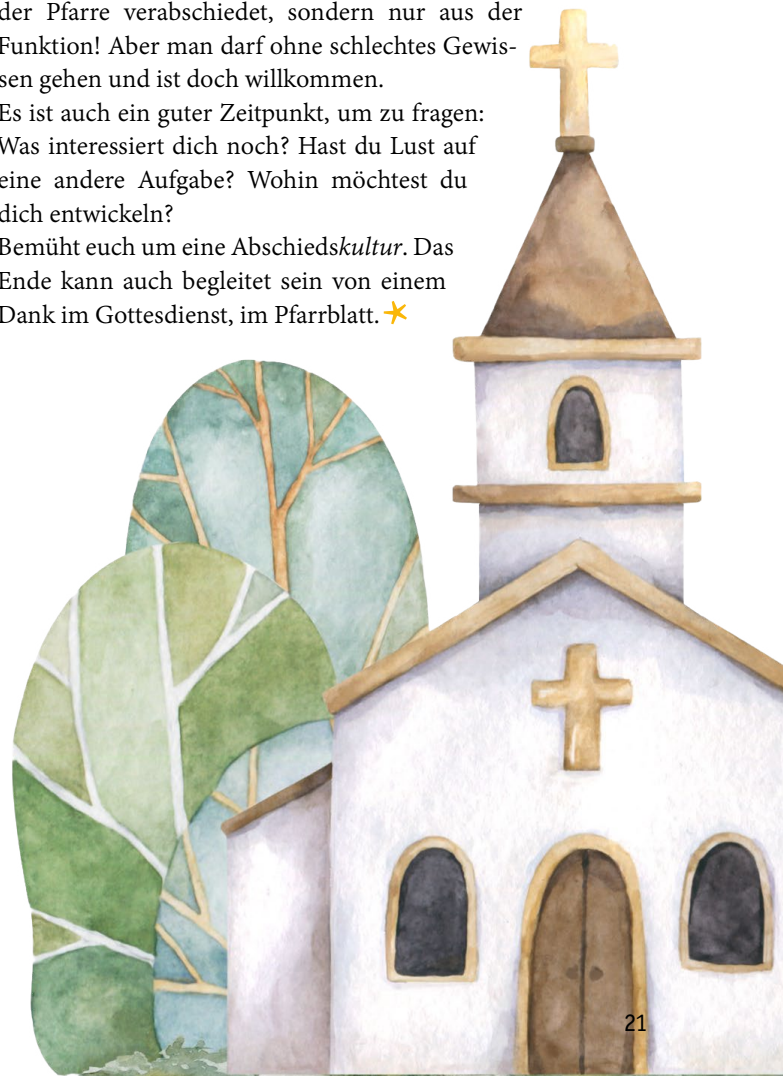 der Pfarre verabschiedet, sondern nur aus der
Funktion! Aber man darf ohne schlechtes Gewis-
sen gehen und ist doch willkommen.
Es ist auch ein guter Zeitpunkt, um zu fragen:
Was interessiert dich noch? Hast du Lust auf
eine andere Aufgabe? Wohin möchtest du
dich entwickeln?
Bemüht euch um eine Abschiedskultur. Das
Ende kann auch begleitet sein von einem
Dank im Gottesdienst, im Pfarrblatt.
21